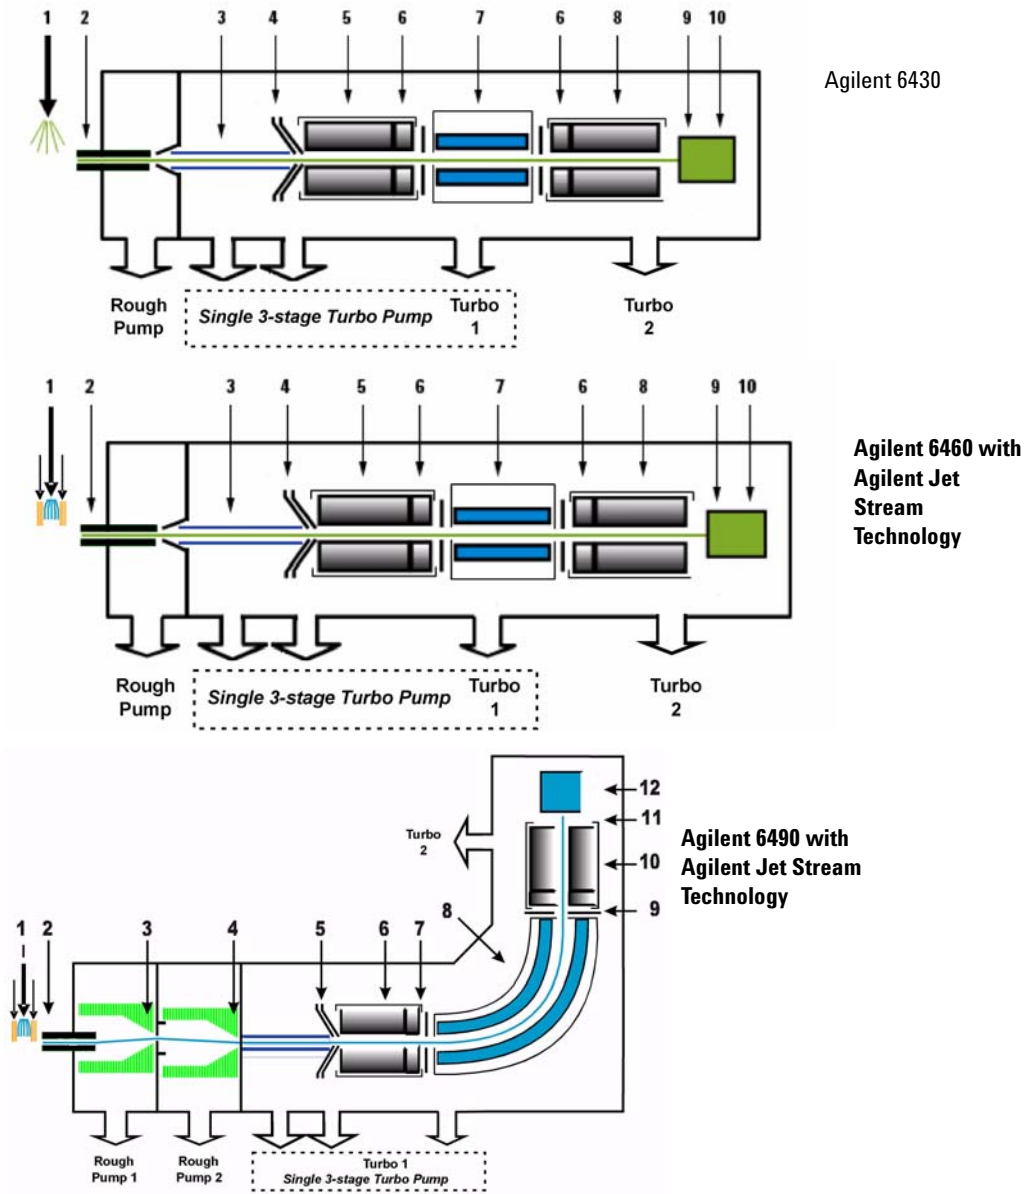 1 2 3 4 5 6 7 6 8 9 10
Agilent 6430
Rough
Pump
Single 3-stage Turbo Pump
Turbo
1
Turbo
2
1 2 3 4 5 6 7 6 8 9 10
Agilent 6460 with
Agilent Jet
Stream
Technology
Rough
Pump
Single 3-stage Turbo Pump
Turbo
1
Turbo
2
12
11
Turbo
2
Agilent 6490 with
Agilent Jet Stream
Technology
10
9
8
1 2 3 4 5 6 7
Rough
Pump 1
Rough
Pump 2
Turbo 1
Single 3-stage Turbo Pump